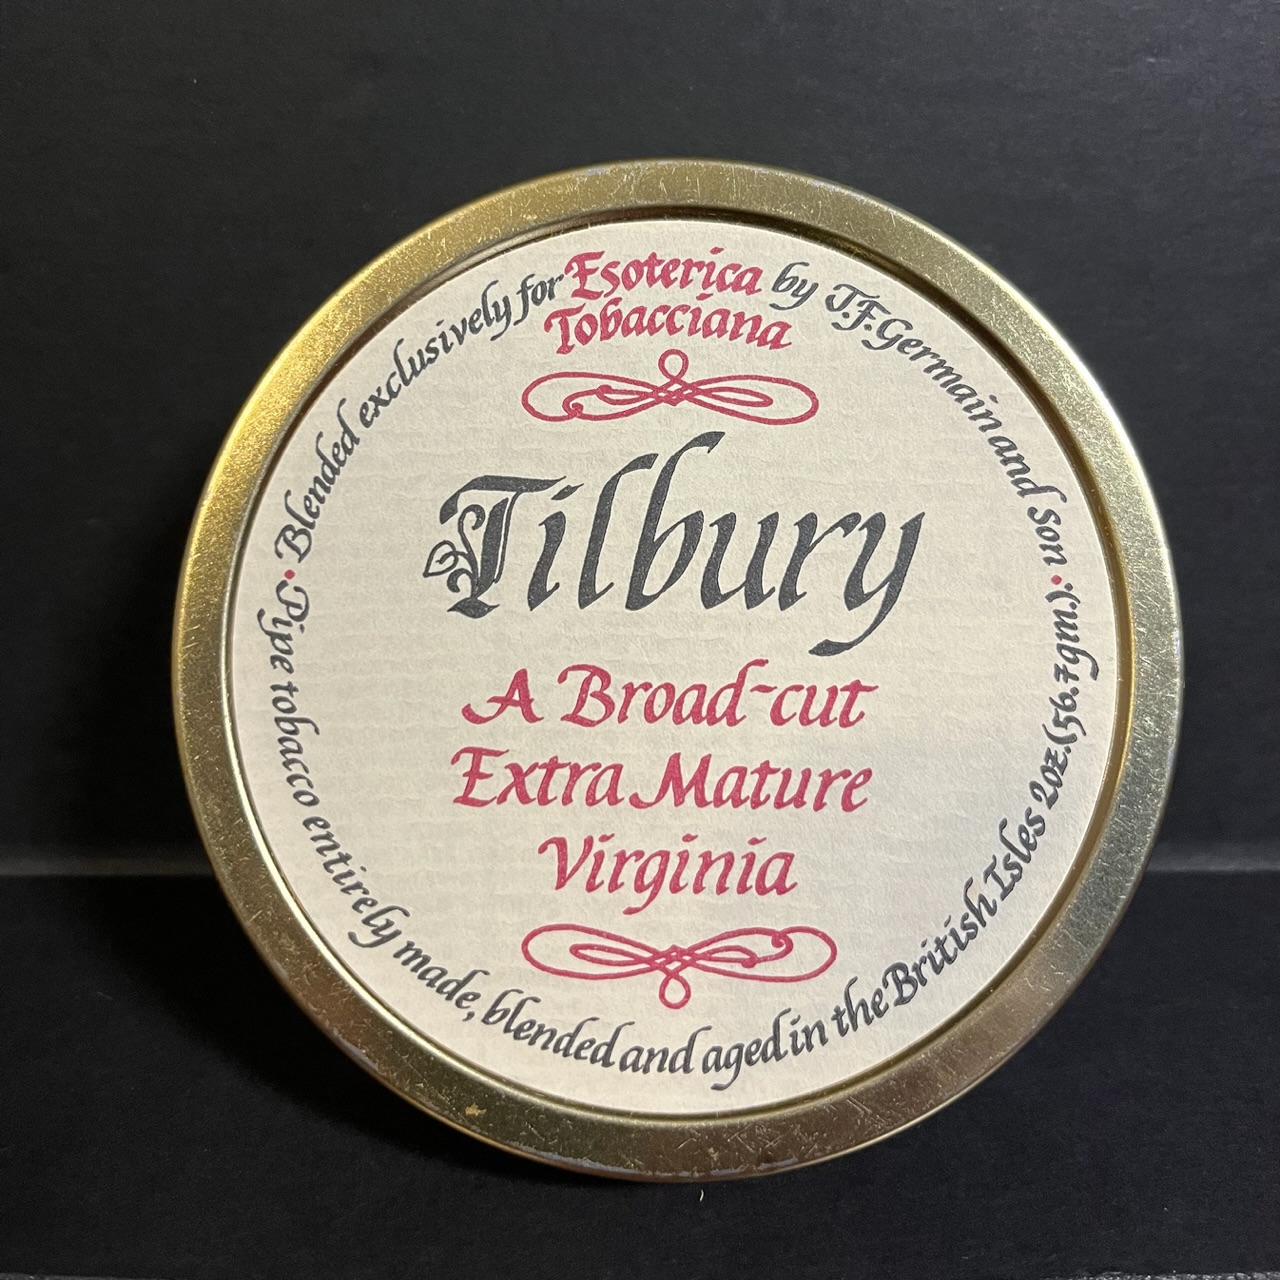 Blended exclusively for Esoterica Tobacciana by J.F. Germain and Son
Tilbury
A Broad-cut
Extra Mature
Virginia
Pipe tobacco entirely made, blended and aged in the British Isles 2oz. (56.7gm.)